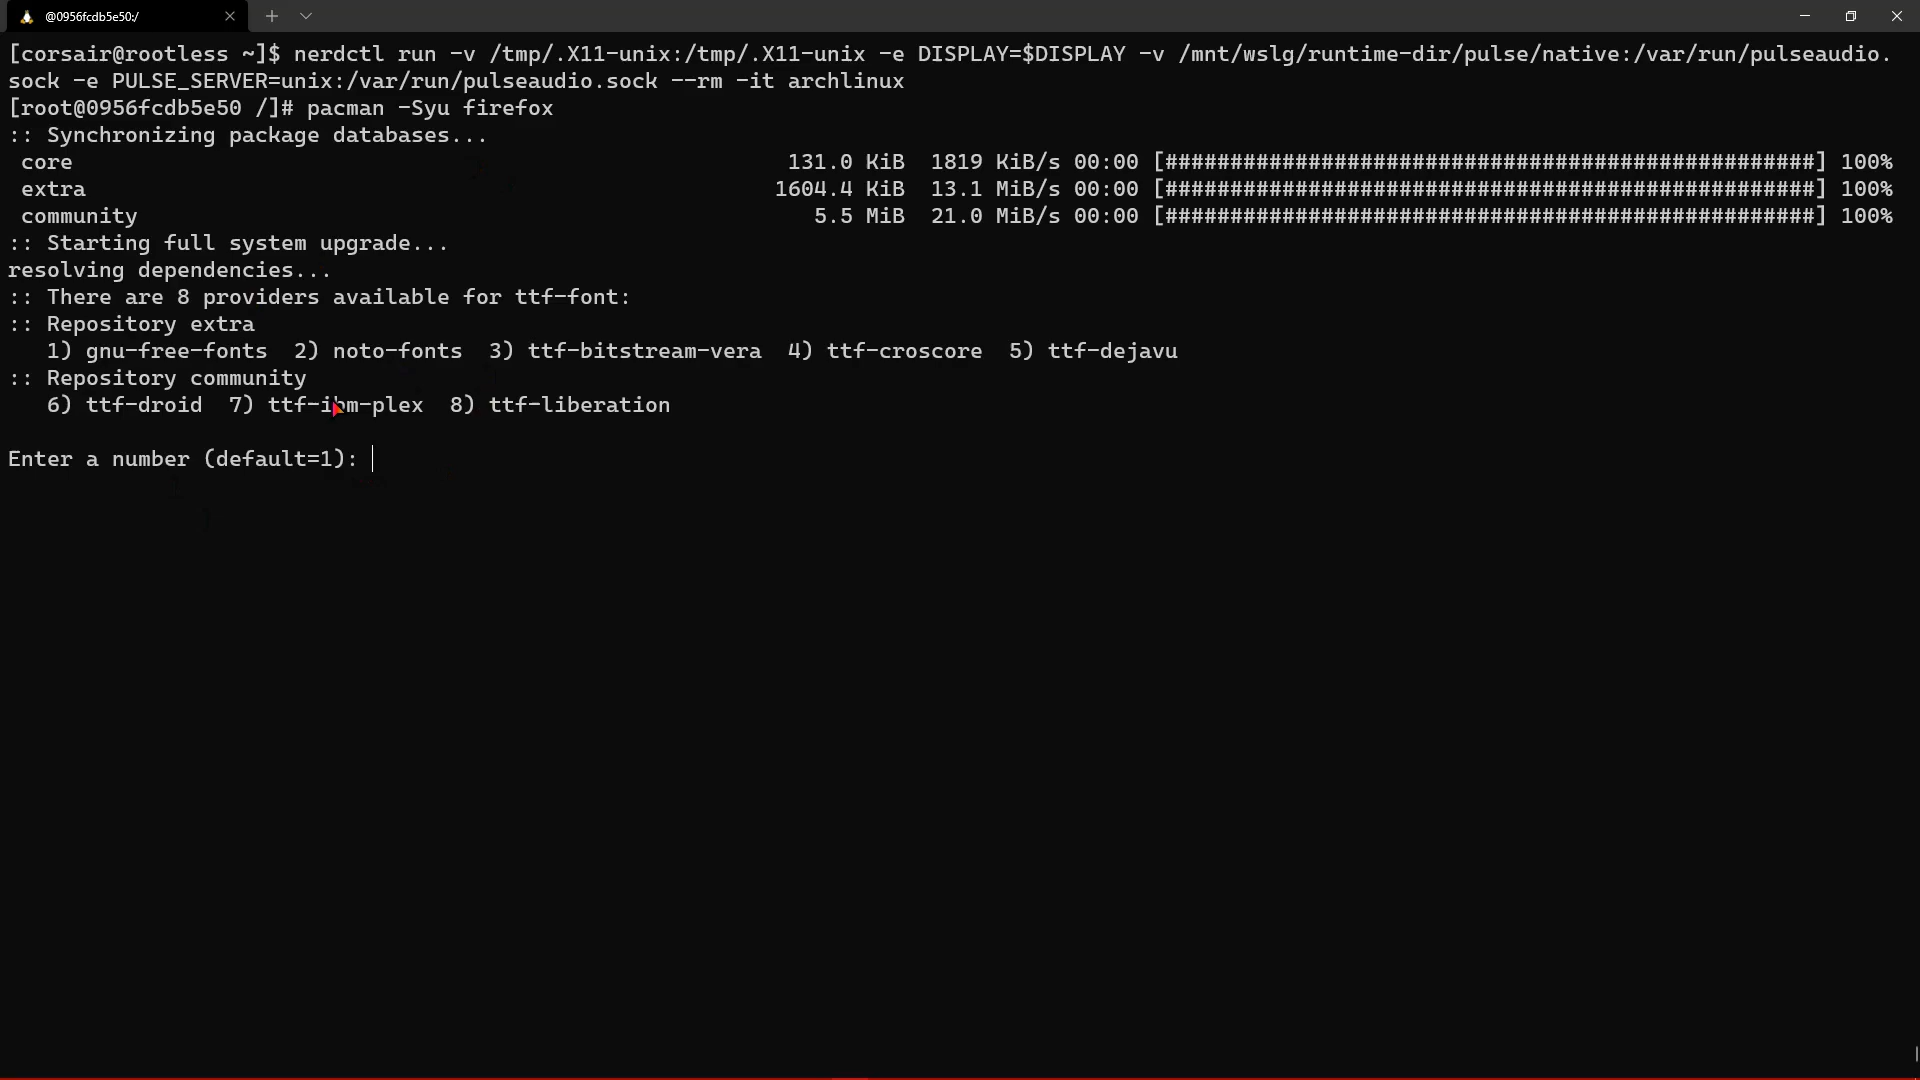 @0956fcdb5e50:/
[corsair@rootless ~]$ nerdctl run -v /tmp/.X11-unix:/tmp/.X11-unix -e DISPLAY=$DISPLAY -v /mnt/wslg/runtime-dir/pulse/native:/var/run/pulseaudio.
sock -e PULSE_SERVER=unix:/var/run/pulseaudio.sock --rm -it archlinux
[root@0956fcdb5e50 /]# pacman -Syu firefox
:: Synchronizing package databases...
core 131.0 KiB 1819 KiB/s 00:00 [##################################################] 100%
extra 1604.4 KiB 13.1 MiB/s 00:00 [##################################################] 100%
community 5.5 MiB 21.0 MiB/s 00:00 [##################################################] 100%
:: Starting full system upgrade...
resolving dependencies...
:: There are 8 providers available for ttf-font:
:: Repository extra
1) gnu-free-fonts 2) noto-fonts 3) ttf-bitstream-vera 4) ttf-croscore 5) ttf-dejavu
:: Repository community
6) ttf-droid 7) ttf-ibm-plex 8) ttf-liberation
Enter a number (default=1):